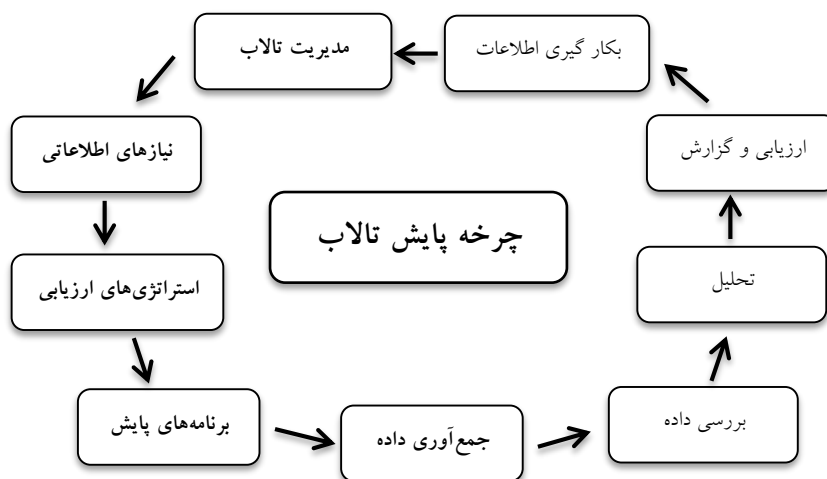 مدیریت تالاب
بکار گیری اطلاعات
نیازهای اطلاعاتی
ارزیابی و گزارش
چرخه پایش تالاب
استراتژی‌های ارزیابی
تحلیل
برنامه‌های پایش
جمع‌آوری داده
بررسی داده